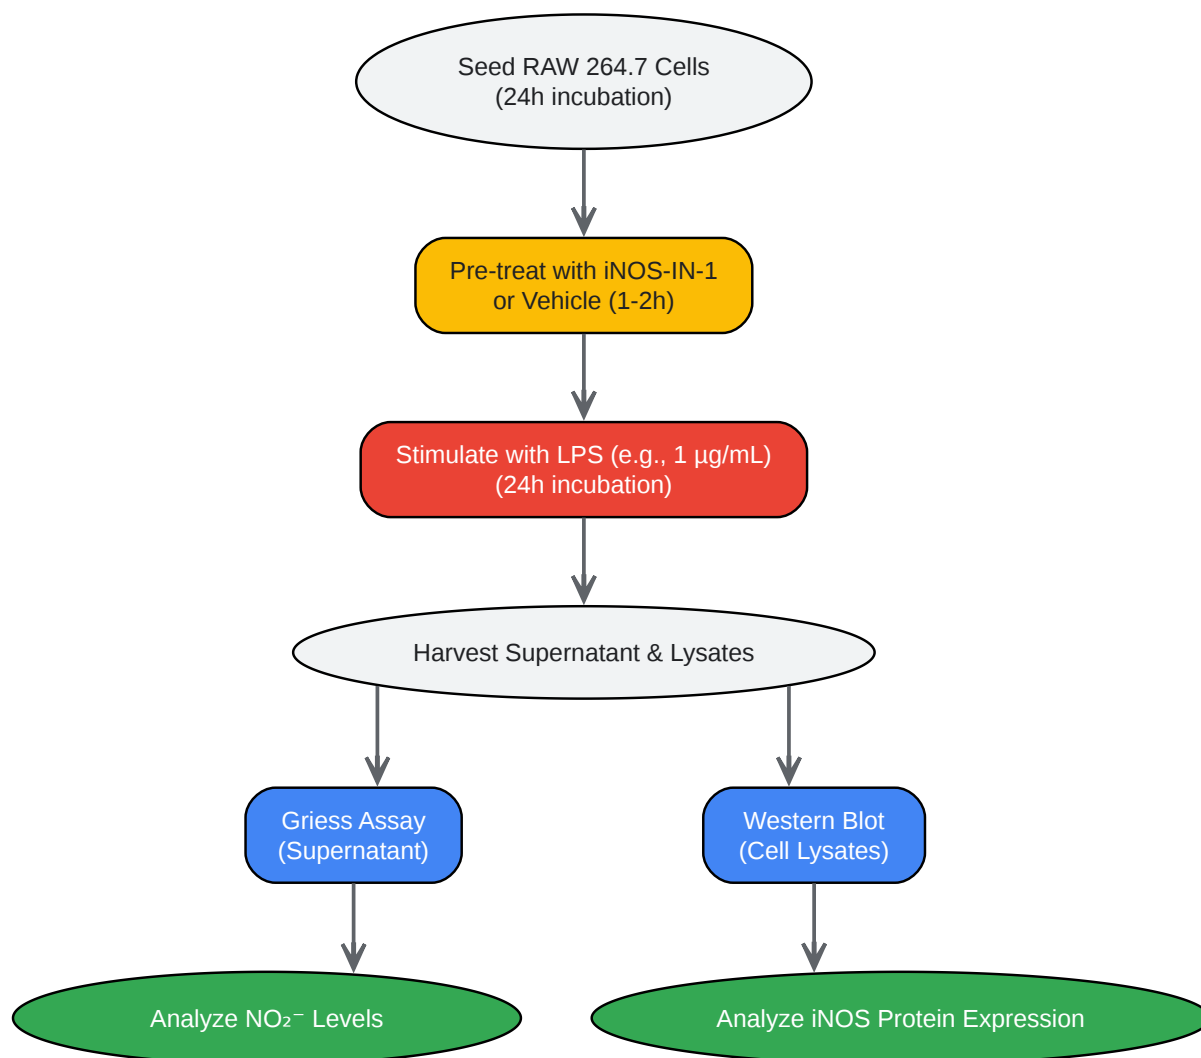 Seed RAW 264.7 Cells
(24h incubation)
Pre-treat with iNOS-IN-1
or Vehicle (1-2h)
Stimulate with LPS (e.g., 1 µg/mL)
(24h incubation)
Harvest Supernatant & Lysates
Griess Assay
(Supernatant)
Western Blot
(Cell Lysates)
Analyze NO₂⁻ Levels
Analyze iNOS Protein Expression